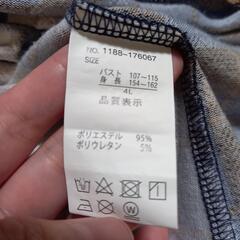 NO. 1188-176067
SIZE
バスト 107-115
身長 154-162
4L
品質表示
ポリエステル 95%
ポリウレタン 5%